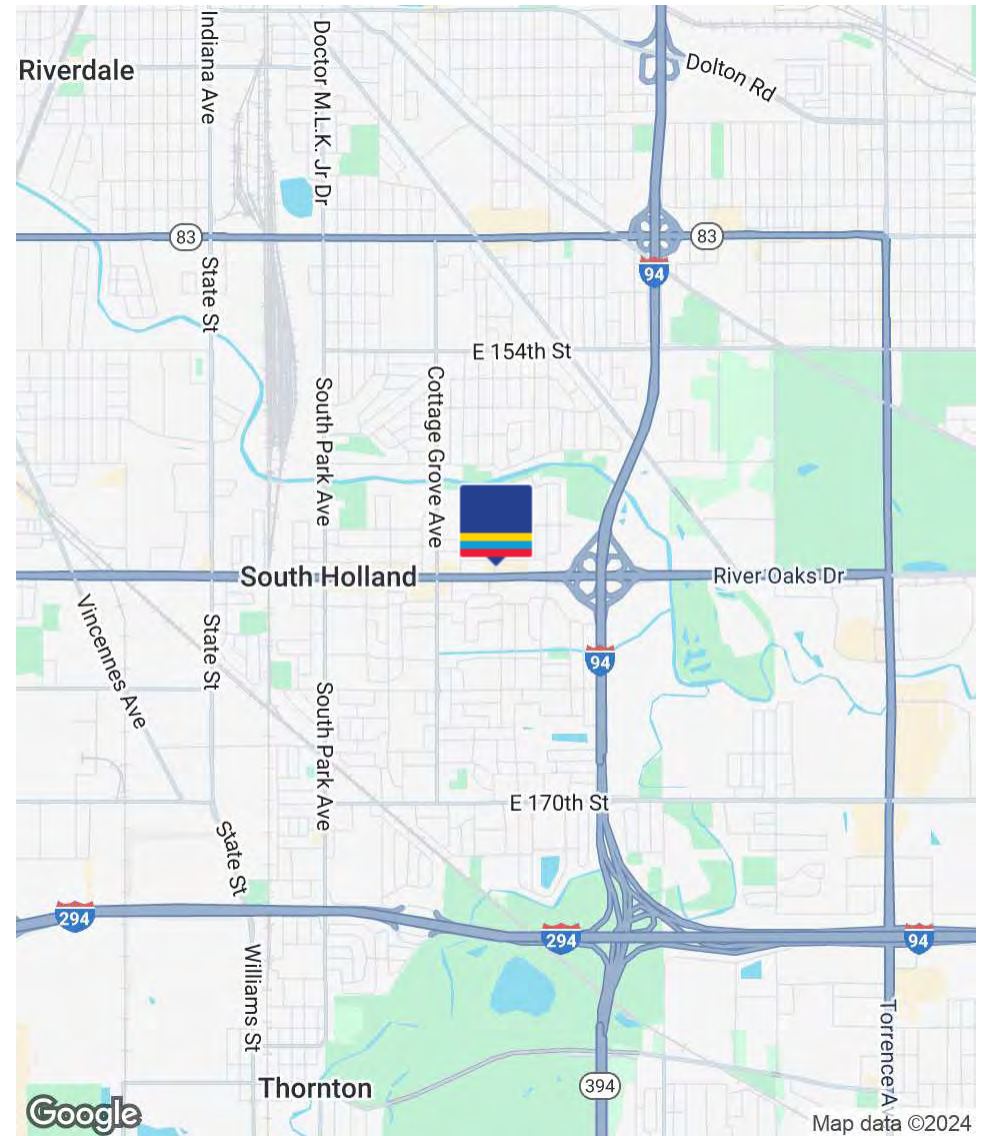 Indiana Ave
Doctor M.L.K. Jr Dr
Riverdale
Dolton Rd
83
83
94
State St
E 154th St
South Park Ave
Cottage Grove Ave
South Holland
River Oaks Dr
Vincennes Ave
State St
94
South Park Ave
E 170th St
State St
294
294
94
Williams St
Torrence Av
Thornton
394
Google
Map data ©2024